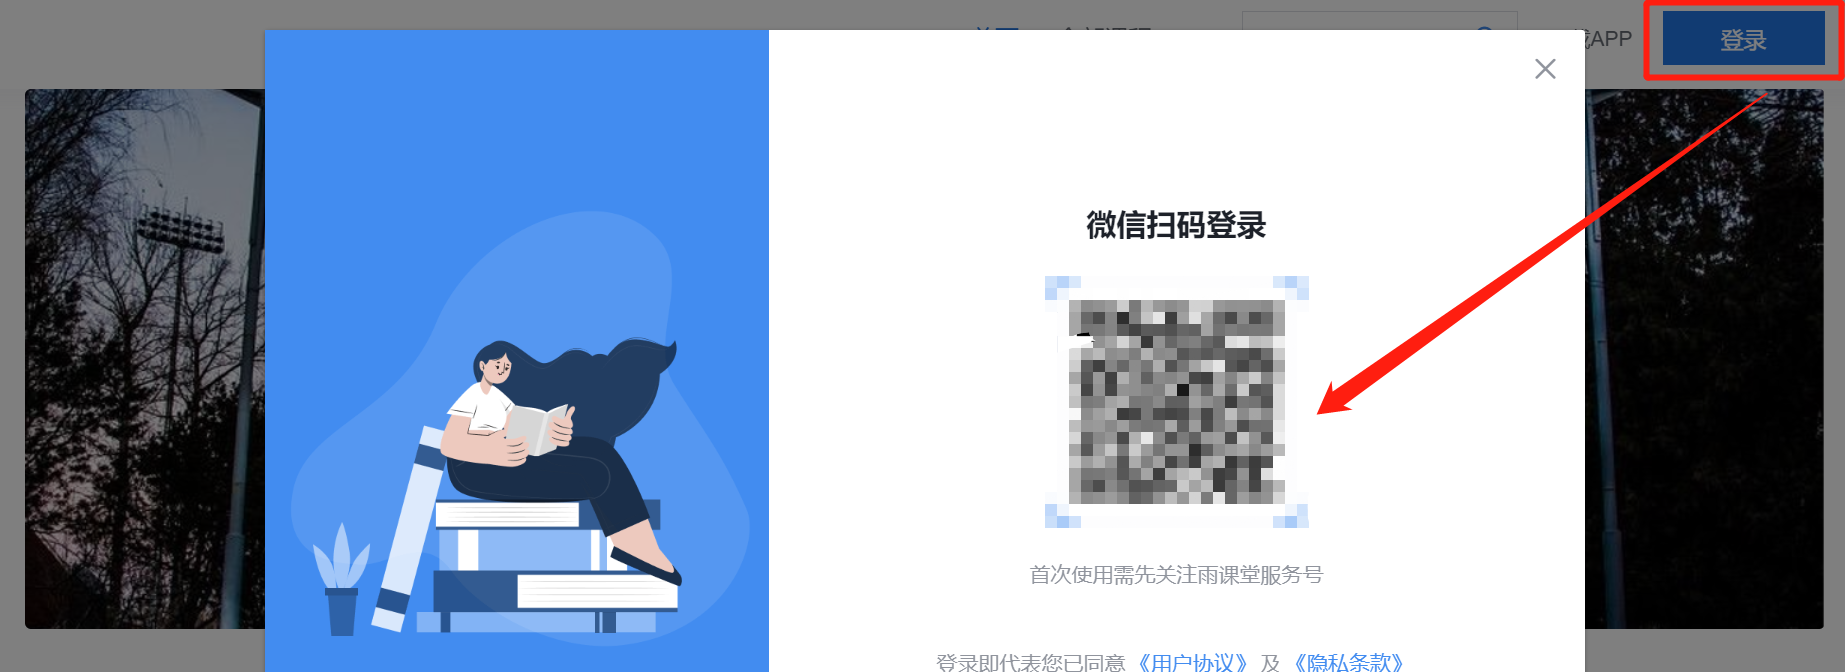 APP
登录
微信扫码登录
首次使用需先关注雨课堂服务号
登录即代表您已同意《用户协议》及《隐私条款》